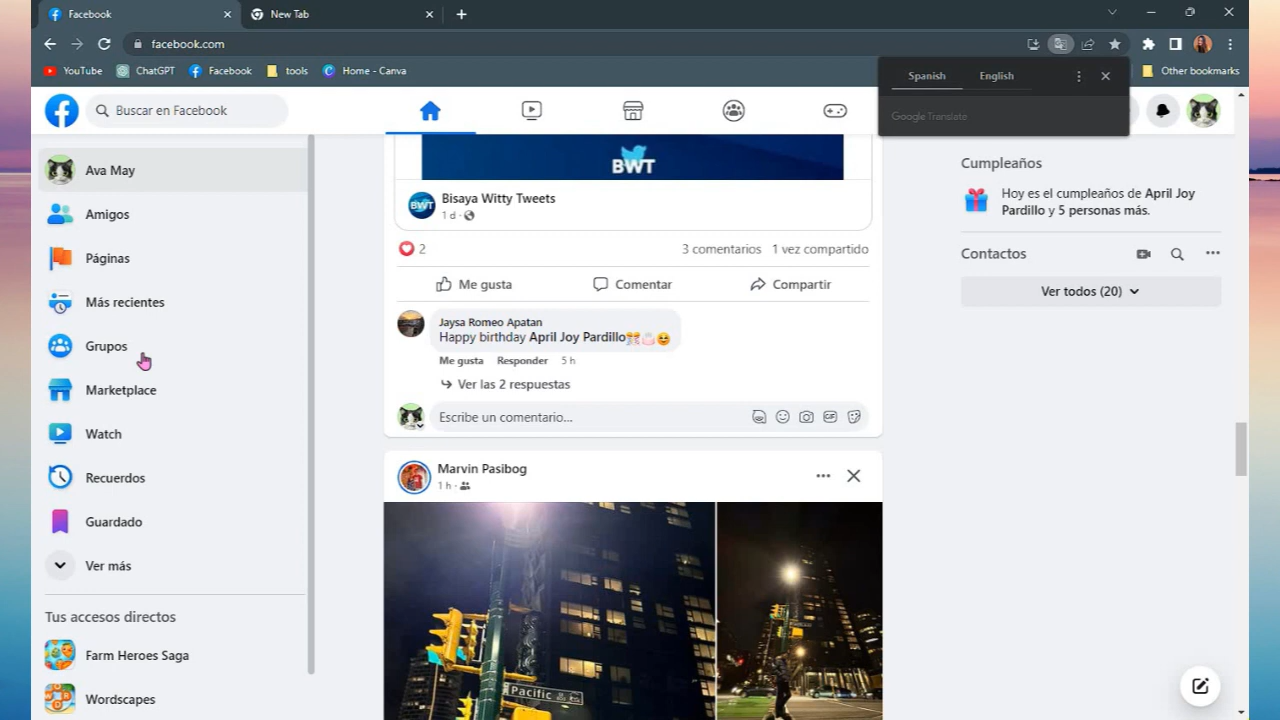 Facebook
New Tab
facebook.com
YouTube
ChatGPT
Facebook
tools
Home - Canva
Other bookmarks
Spanish
English
Google Translate
Buscar en Facebook
Ava May
Amigos
Páginas
Más recientes
Grupos
Marketplace
Watch
Recuerdos
Guardado
Ver más
Tus accesos directos
Farm Heroes Saga
Wordscapes
BWT
BWT
Bisaya Witty Tweets
1 d ·
2
3 comentarios
1 vez compartido
Me gusta
Comentar
Compartir
Jaysa Romeo Apatan
Happy birthday April Joy Pardillo
Me gusta
Responder
5 h
Ver las 2 respuestas
Escribe un comentario...
GIF
Marvin Pasibog
1 h ·
Pacific
Cumpleaños
Hoy es el cumpleaños de April Joy
Pardillo y 5 personas más.
Contactos
Ver todos (20)